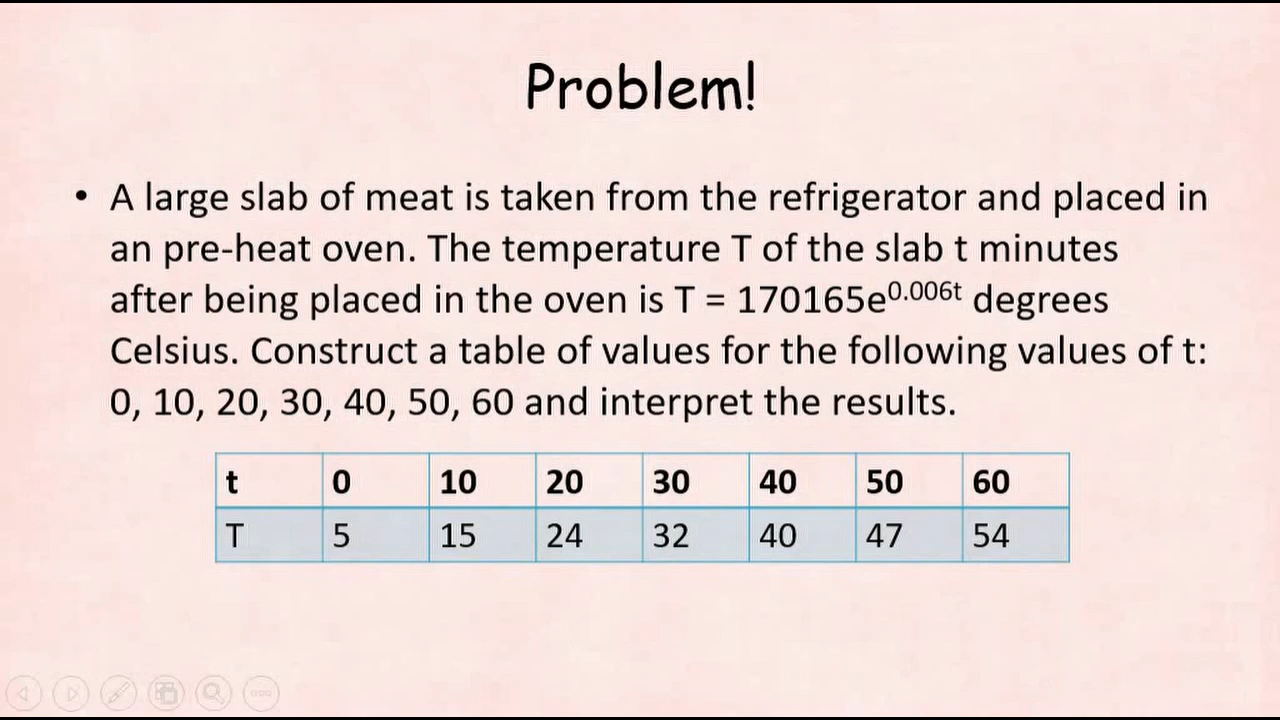 Problem!
• A large slab of meat is taken from the refrigerator and placed in
an pre-heat oven. The temperature T of the slab t minutes
after being placed in the oven is T = 170165e^0.006t degrees
Celsius. Construct a table of values for the following values of t:
0, 10, 20, 30, 40, 50, 60 and interpret the results.
t 0 10 20 30 40 50 60
T 5 15 24 32 40 47 54